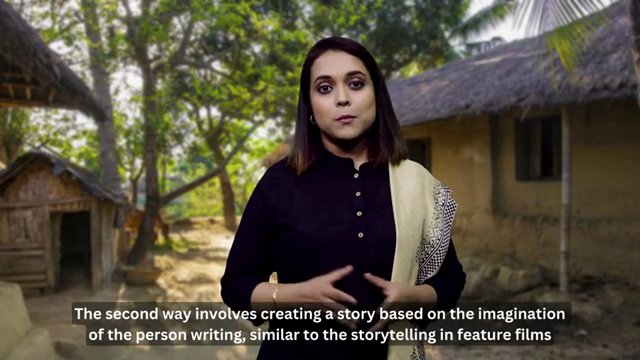 The second way involves creating a story based on the imagination
of the person writing, similar to the storytelling in feature films